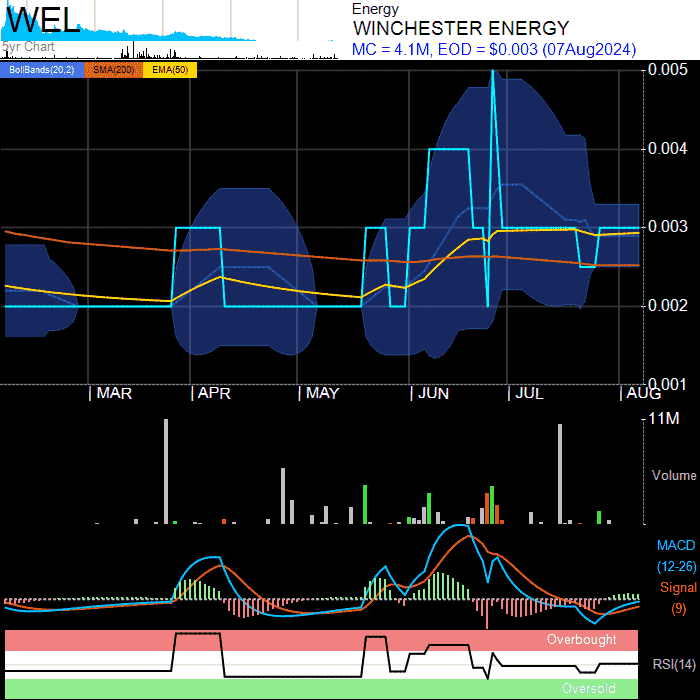 WEL
5yr Chart
Energy
WINCHESTER ENERGY
MC = 4.1M, EOD = $0.003 (07Aug2024)
BollBands(20,2) SMA(200) EMA(50)
0.005
0.004
0.003
0.002
0.001
MAR APR MAY JUN JUL AUG
11M
Volume
MACD
(12-26)
Signal
(9)
Overbought
RSI(14)
Oversold